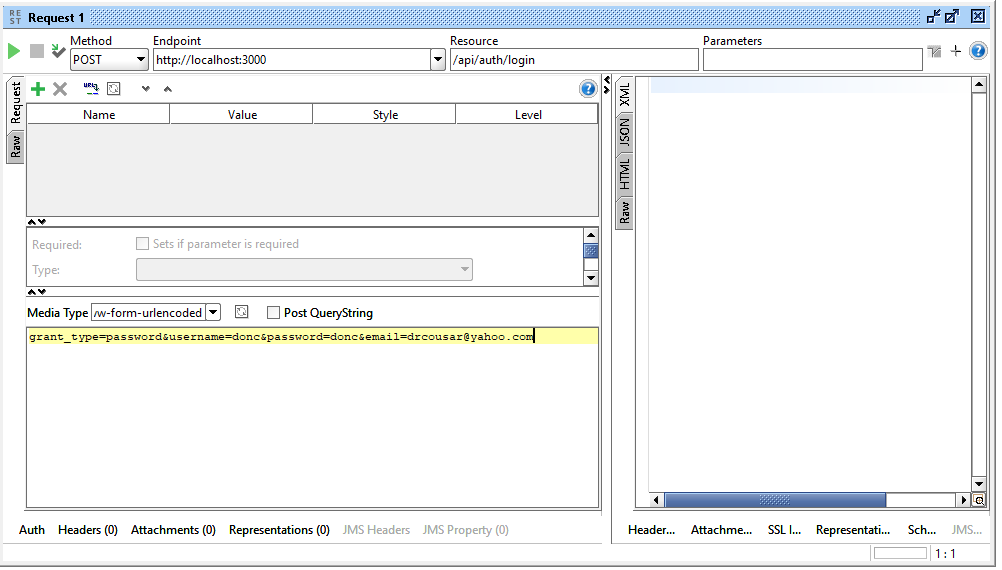 RE ST Request 1
Method Endpoint Resource Parameters
POST http://localhost:3000 /api/auth/login
Request
Raw
URL
Name Value Style Level
Required: Sets if parameter is required
Type:
Media Type /w-form-urlencoded Post QueryString
grant_type=password&username=donc&password=donc&email=drcousar@yahoo.com
XML
JSON
HTML
Raw
Auth Headers (0) Attachments (0) Representations (0) JMS Headers JMS Property (0)
Header... Attachme... SSL I... Representati... Sch... JMS...
1 : 1